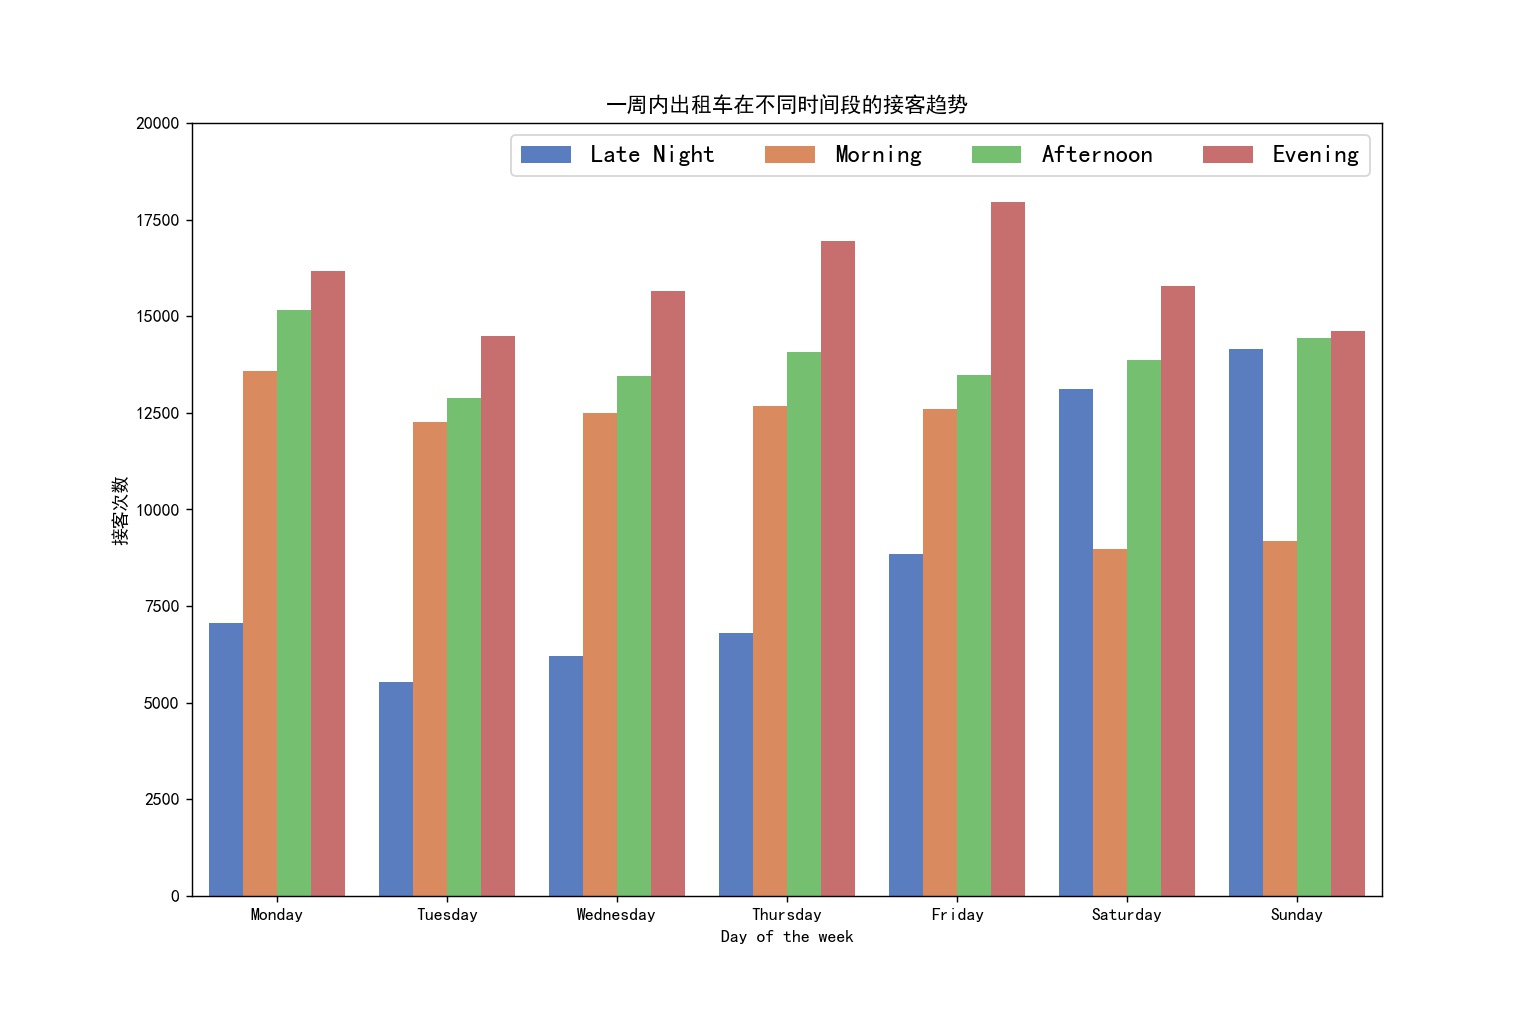 一周内出租车在不同时间段的接客趋势
Late Night Morning Afternoon Evening
20000
17500
15000
12500
10000
7500
5000
2500
0
接客次数
Monday Tuesday Wednesday Thursday Friday Saturday Sunday
Day of the week